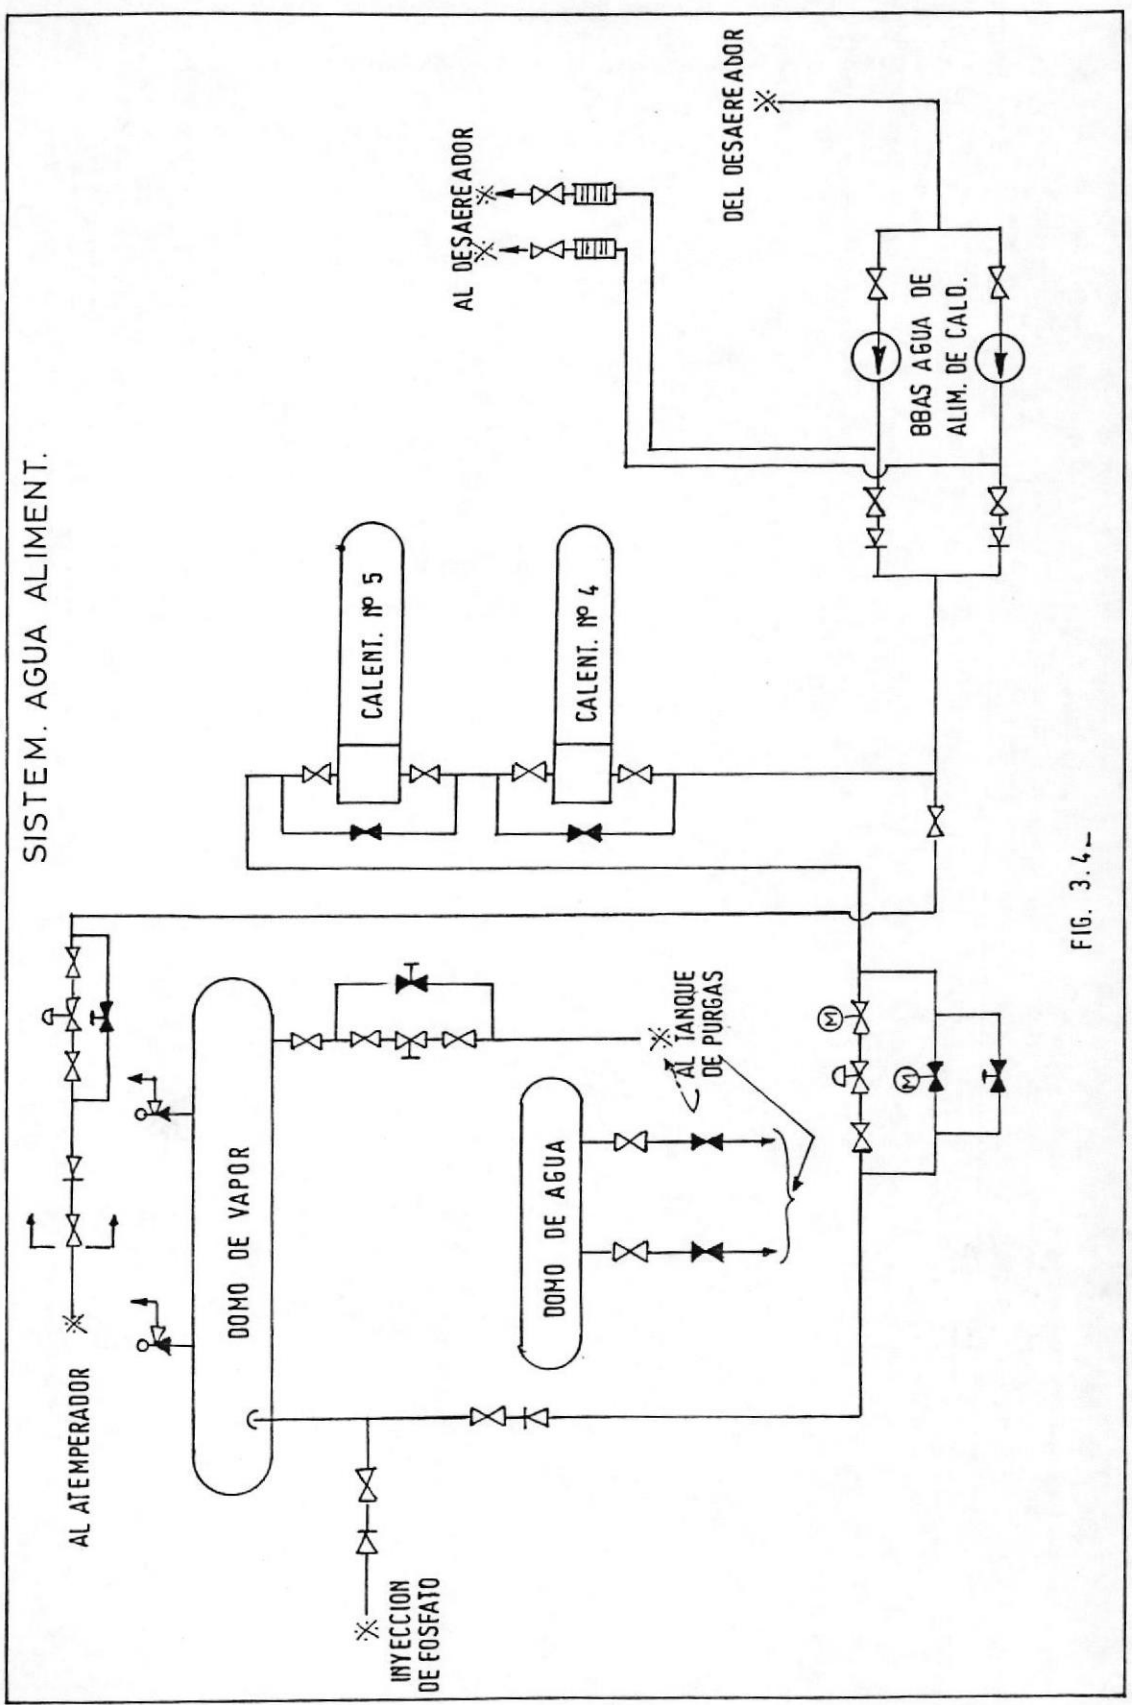 SISTEM. AGUA ALIMENT.
AL ATEMPERADOR
DOMO DE VAPOR
INYECCION
DE FOSFATO
DOMO DE AGUA
AL TANQUE
DE PURGAS
M
M
CALENT. Nº 5
CALENT. Nº 4
AL DESAEREADOR
DEL DESAEREADOR
BBAS AGUA DE
ALIM. DE CALD.
FIG. 3.4.-